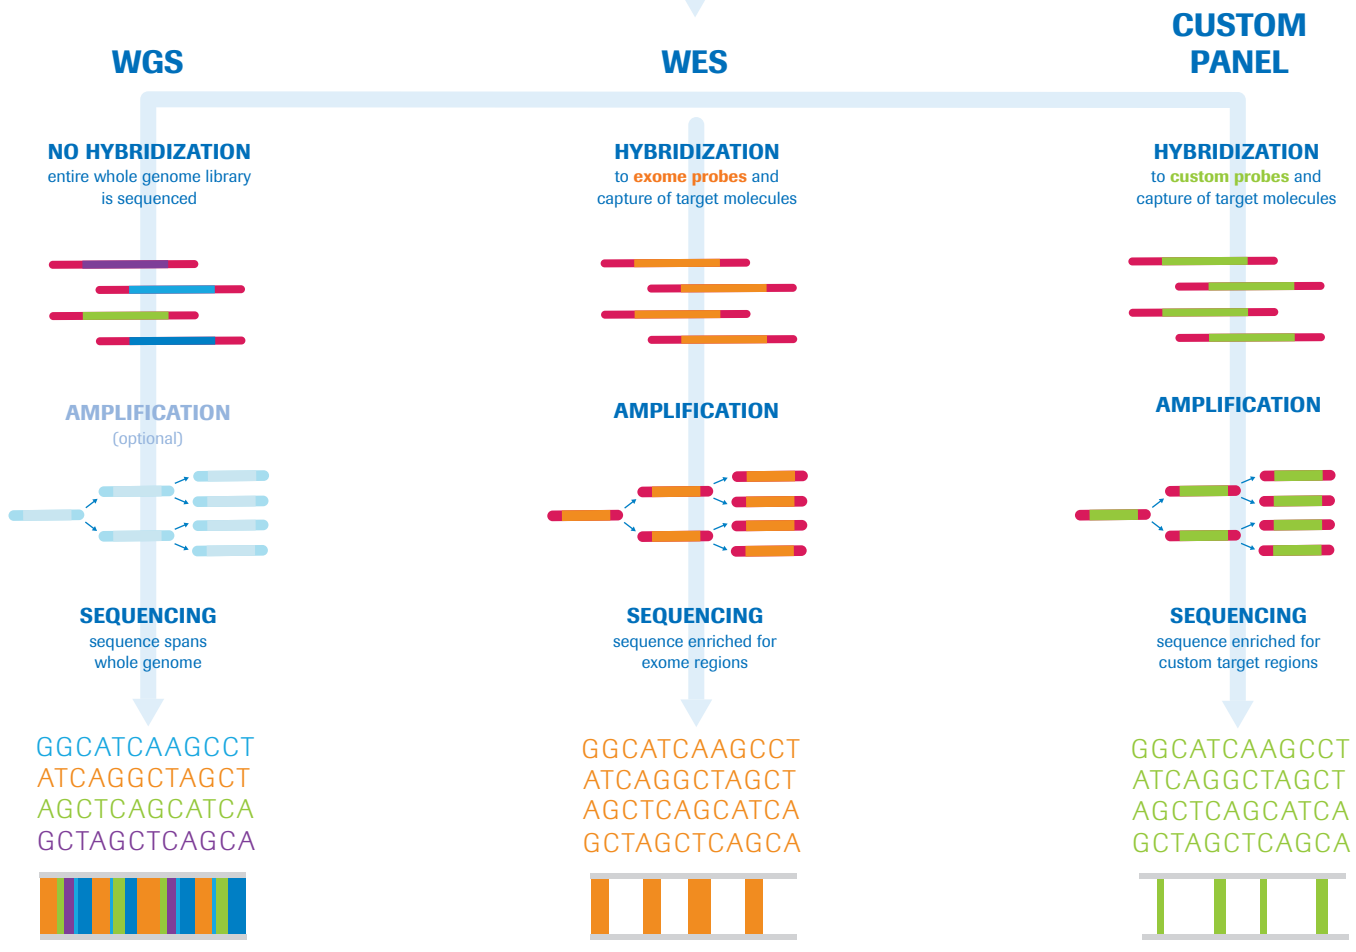 WGS
NO HYBRIDIZATION
entire whole genome library
is sequenced
AMPLIFICATION
(optional)
SEQUENCING
sequence spans
whole genome
GGCATCAAGCCT
ATCAGGCTAGCT
AGCTCAGCATCA
GCTAGCTCAGCA
WES
HYBRIDIZATION
to exome probes and
capture of target molecules
AMPLIFICATION
SEQUENCING
sequence enriched for
exome regions
GGCATCAAGCCT
ATCAGGCTAGCT
AGCTCAGCATCA
GCTAGCTCAGCA
CUSTOM
PANEL
HYBRIDIZATION
to custom probes and
capture of target molecules
AMPLIFICATION
SEQUENCING
sequence enriched for
custom target regions
GGCATCAAGCCT
ATCAGGCTAGCT
AGCTCAGCATCA
GCTAGCTCAGCA